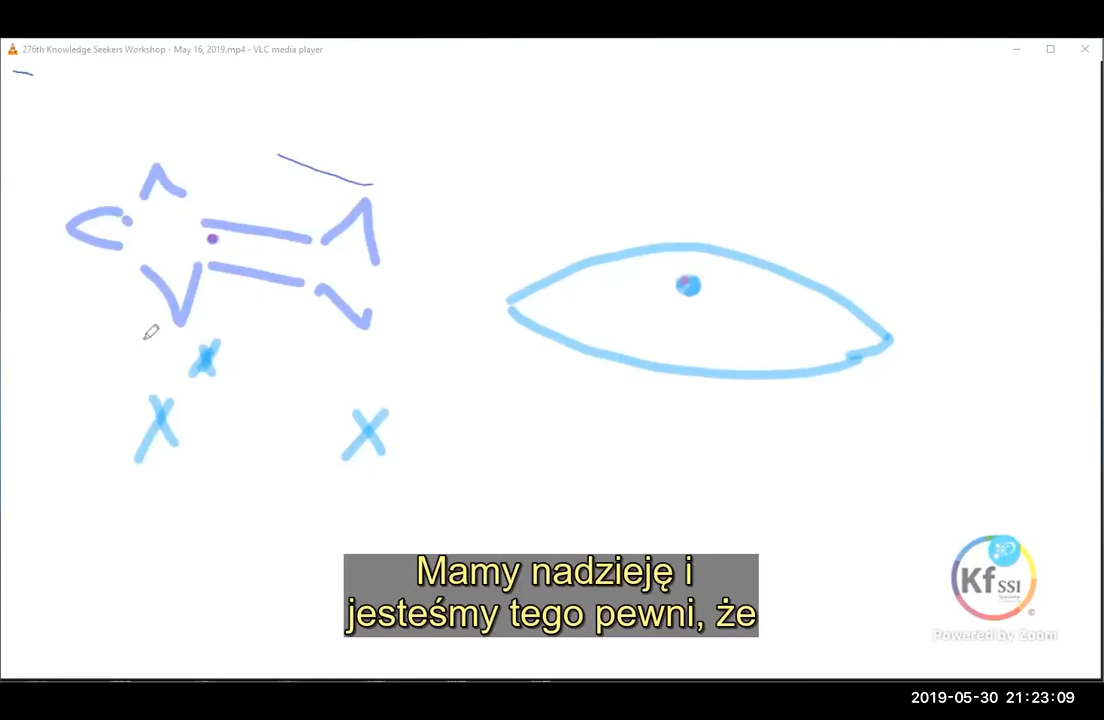 276th Knowledge Seekers Workshop - May 16, 2019.mp4 - VLC media player
X
X
X
Mamy nadzieję i
jesteśmy tego pewni, że
Kf SSI
Powered by Zoom
2019-05-30 21:23:09